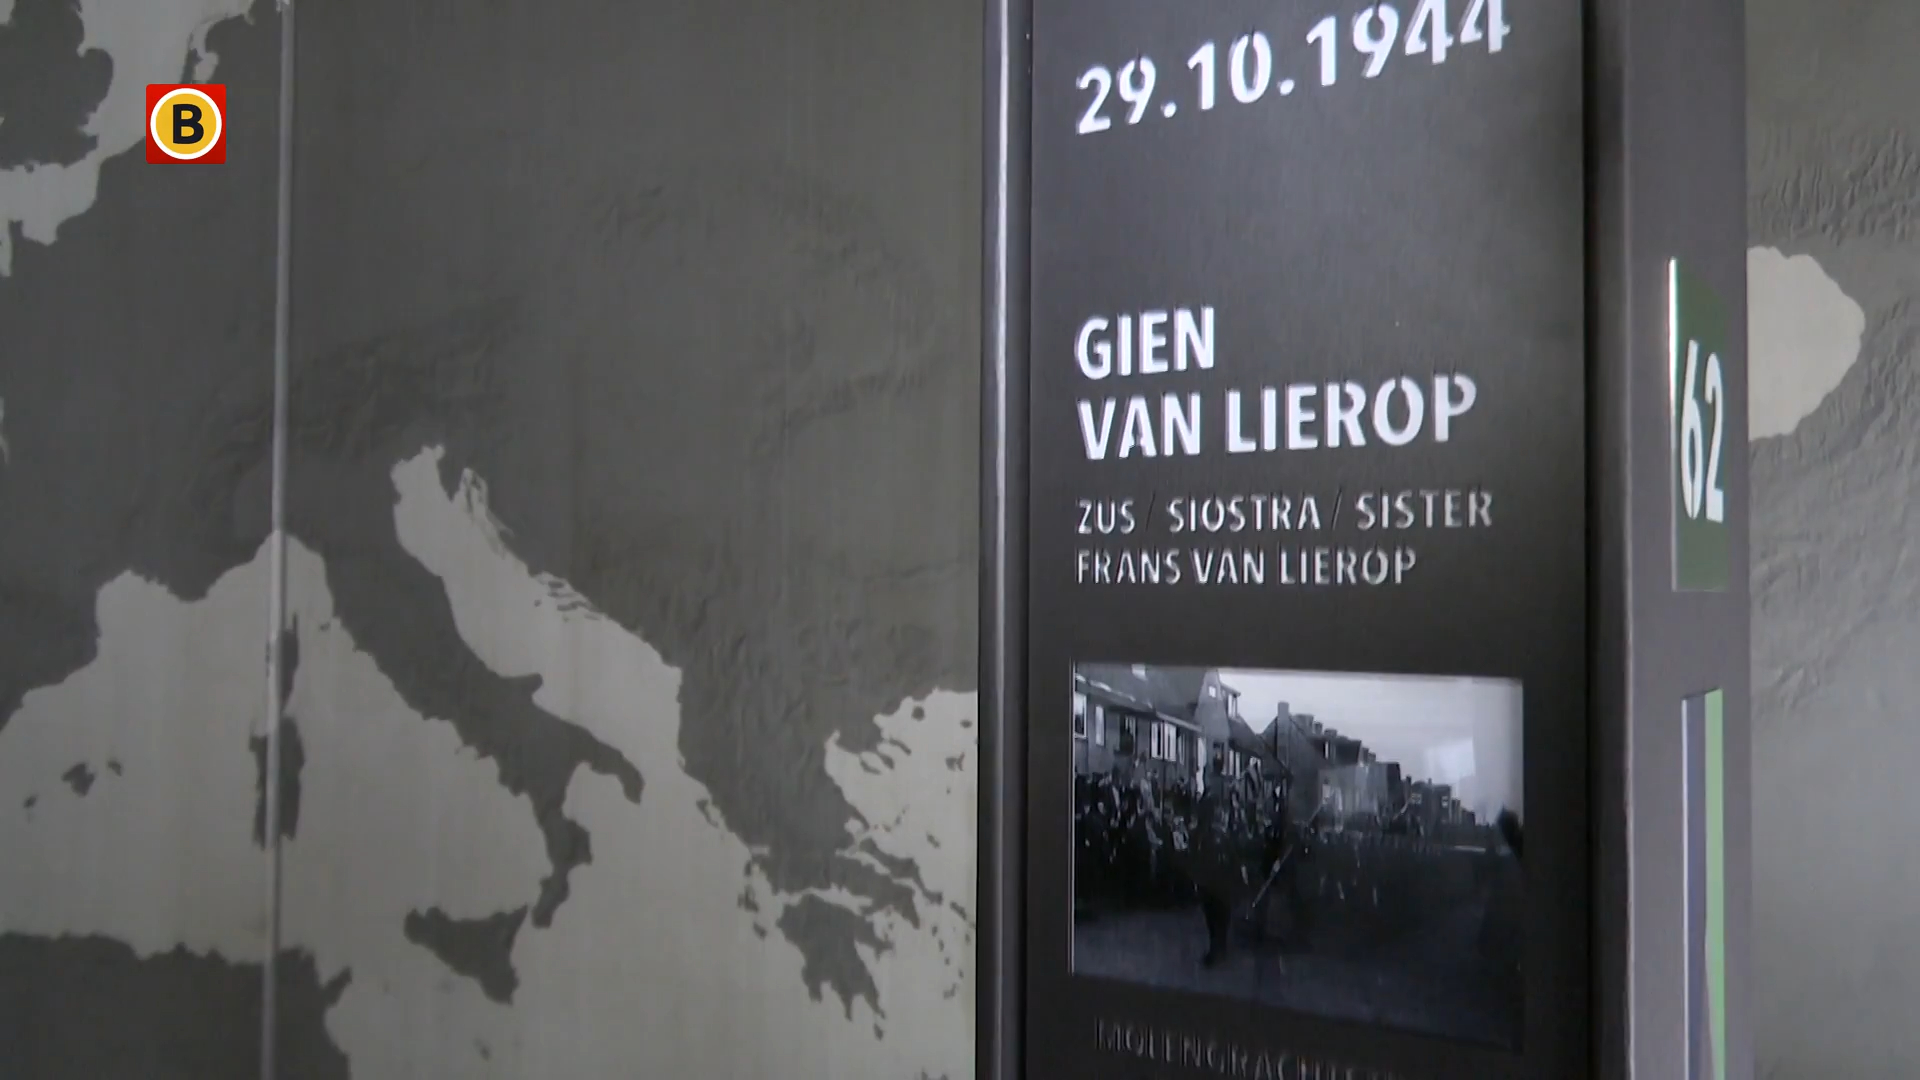 B
29.10.1944
GIEN
VAN LIEROP
ZUS / SIOSTRA / SISTER
FRANS VAN LIEROP
62